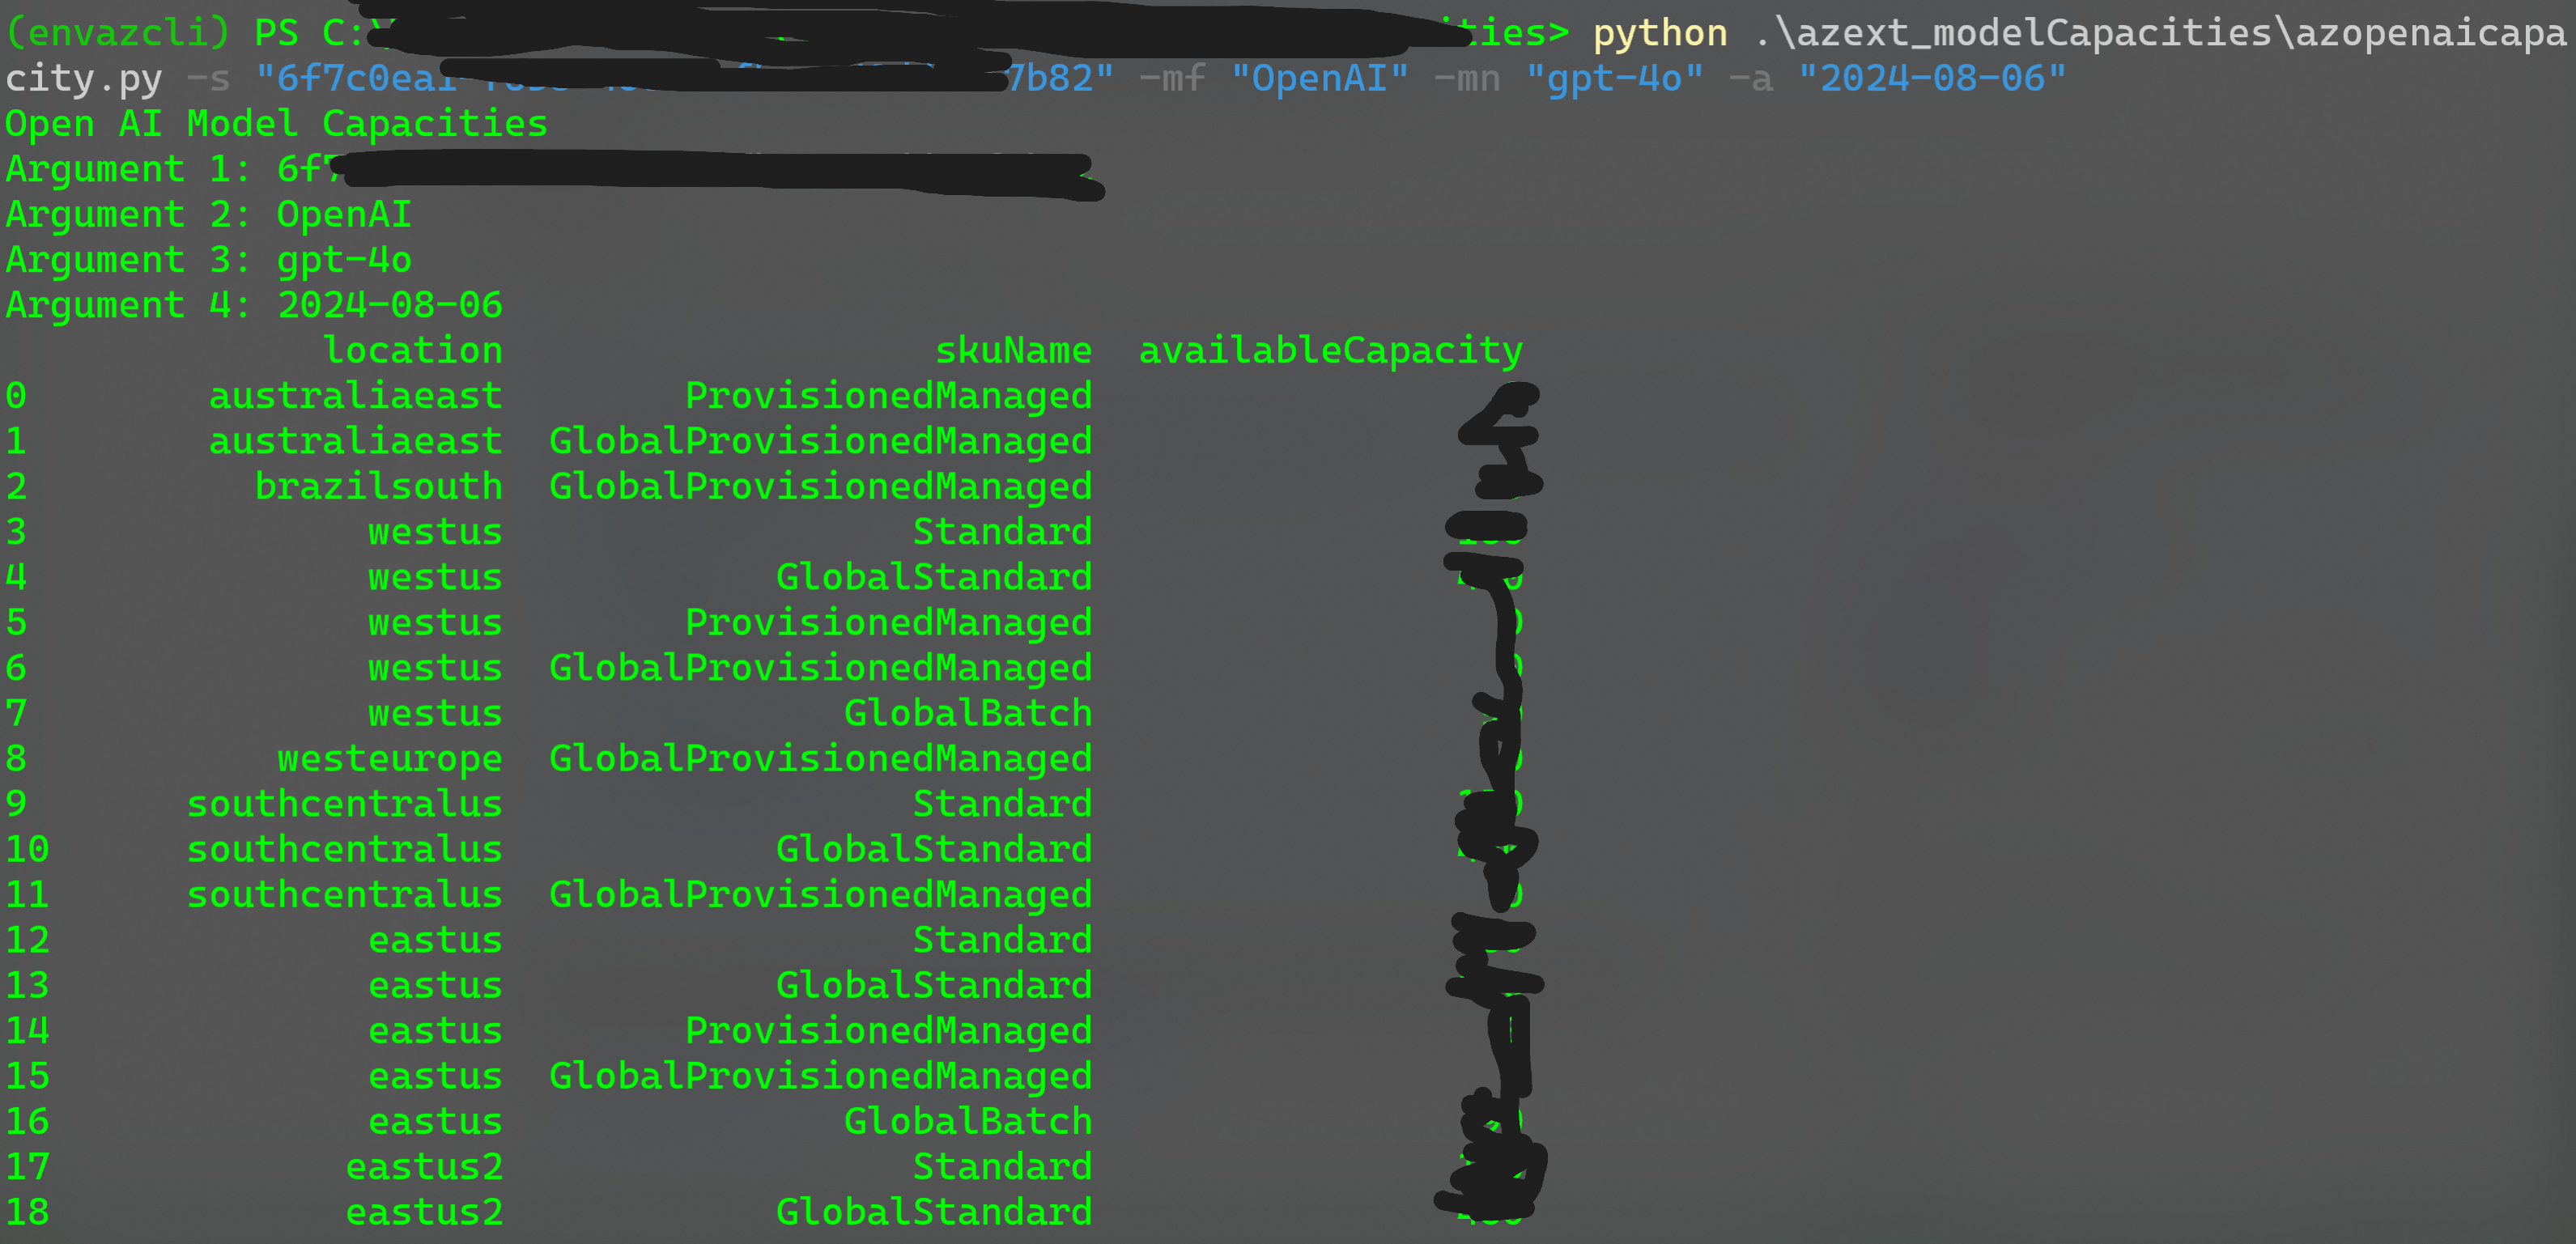 (envazcli) PS C:\ ities> python .\azext_modelCapacities\azopenaicapa
city.py -s "6f7c0ea 7b82" -mf "OpenAI" -mn "gpt-4o" -a "2024-08-06"
Open AI Model Capacities
Argument 1: 6f7
Argument 2: OpenAI
Argument 3: gpt-4o
Argument 4: 2024-08-06
location skuName availableCapacity
0 australiaeast ProvisionedManaged
1 australiaeast GlobalProvisionedManaged
2 brazilsouth GlobalProvisionedManaged
3 westus Standard
4 westus GlobalStandard
5 westus ProvisionedManaged
6 westus GlobalProvisionedManaged
7 westus GlobalBatch
8 westeurope GlobalProvisionedManaged
9 southcentralus Standard
10 southcentralus GlobalStandard
11 southcentralus GlobalProvisionedManaged
12 eastus Standard
13 eastus GlobalStandard
14 eastus ProvisionedManaged
15 eastus GlobalProvisionedManaged
16 eastus GlobalBatch
17 eastus2 Standard
18 eastus2 GlobalStandard